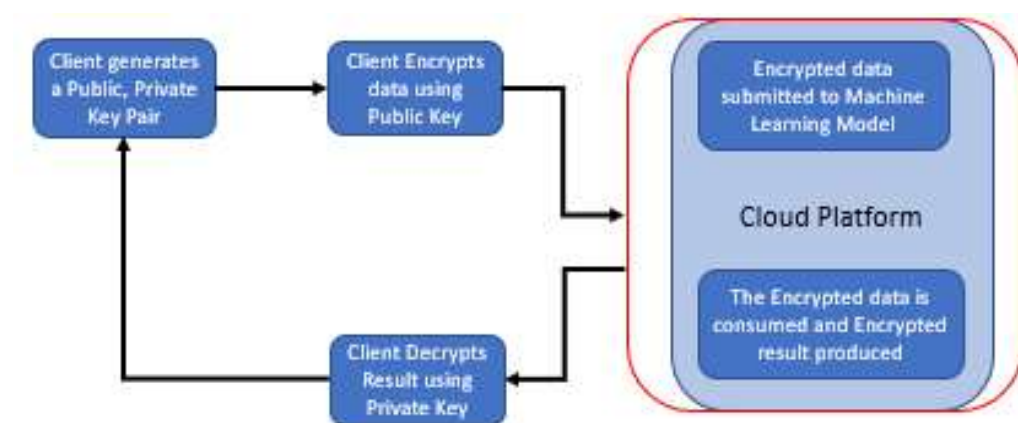 Client generates
a Public, Private
Key Pair
Client Encrypts
data using
Public Key
Encrypted data
submitted to Machine
Learning Model
Cloud Platform
The Encrypted data is
consumed and Encrypted
result produced
Client Decrypts
Result using
Private Key